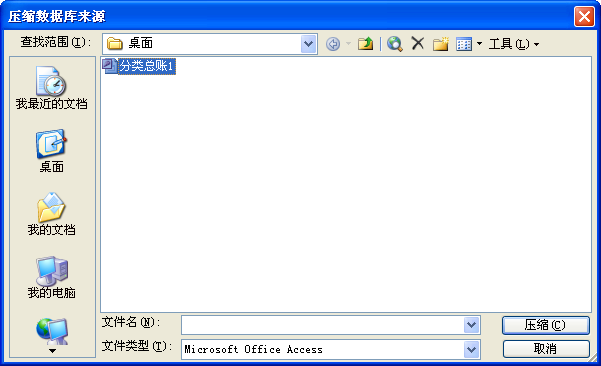 压缩数据库来源
查找范围(I):
桌面
工具(L)
分类总账1
我最近的文档
桌面
我的文档
我的电脑
文件名(N):
压缩(C)
文件类型(T):
Microsoft Office Access
取消